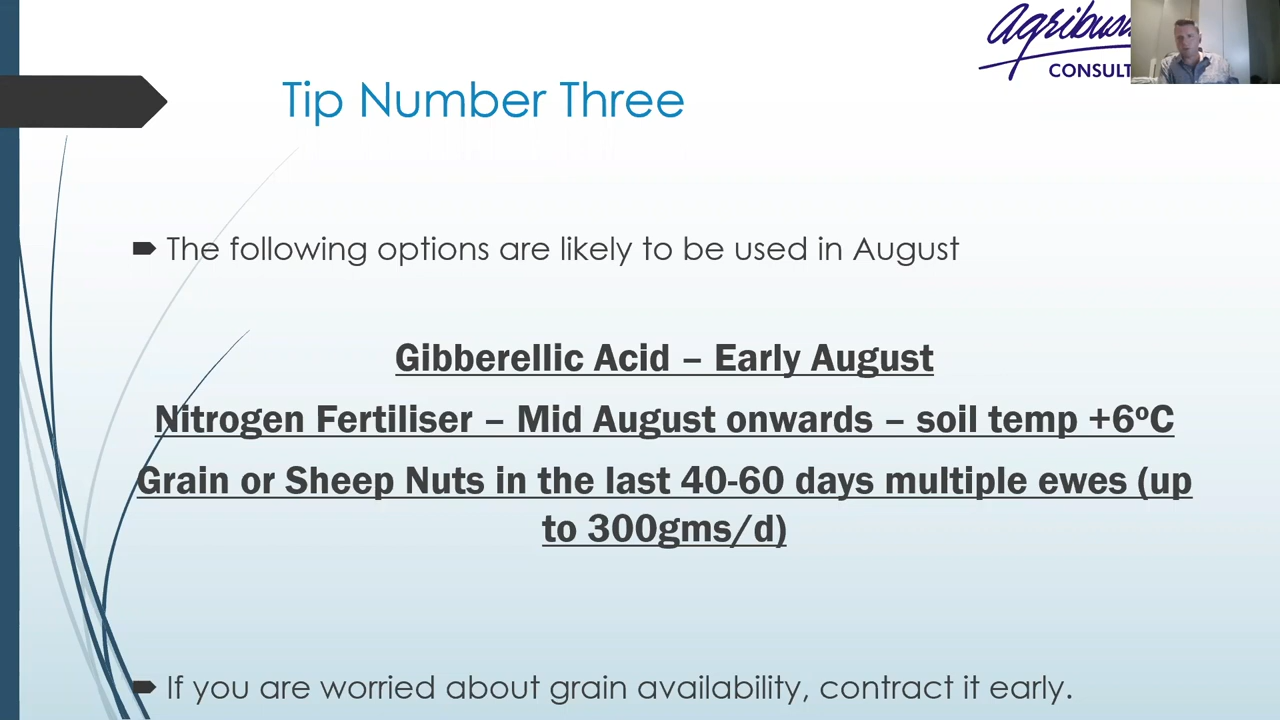 Tip Number Three
The following options are likely to be used in August
Gibberellic Acid – Early August
Nitrogen Fertiliser – Mid August onwards – soil temp +6ºC
Grain or Sheep Nuts in the last 40-60 days multiple ewes (up
to 300gms/d)
If you are worried about grain availability, contract it early.